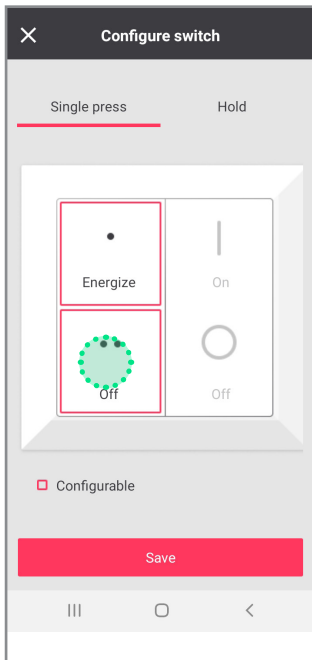 Configure switch
Single press Hold
Energize On
Off Off
Configurable
Save